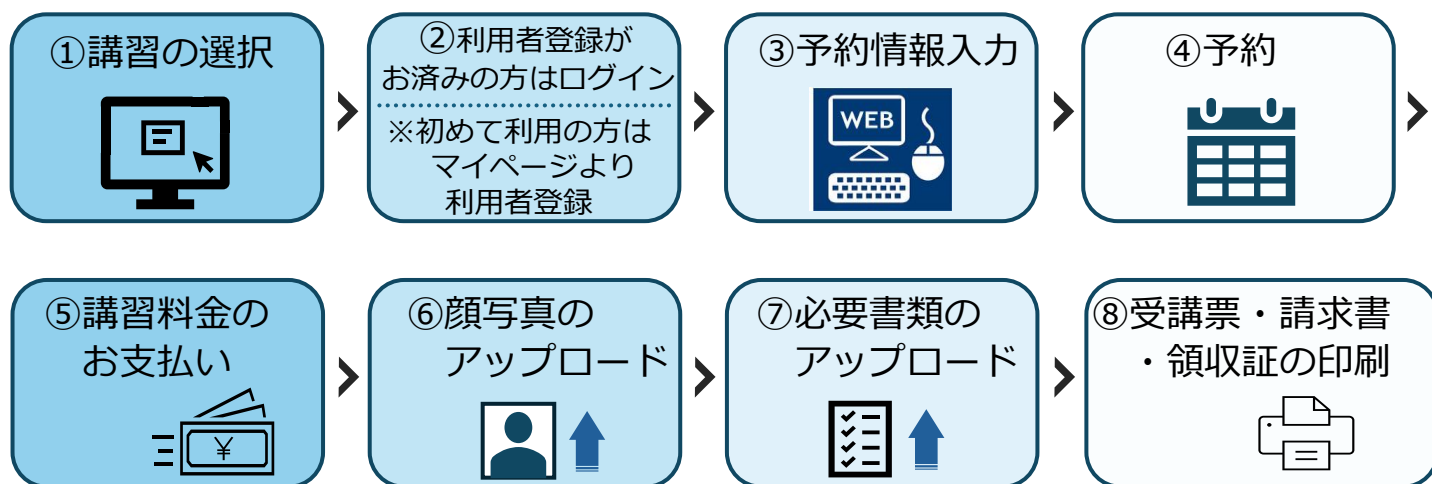 ①講習の選択
②利用者登録が
お済みの方はログイン
※初めて利用の方は
マイページより
利用者登録
③予約情報入力
WEB
④予約
⑤講習料金の
お支払い
¥
⑥顔写真の
アップロード
⑦必要書類の
アップロード
⑧受講票・請求書
・領収証の印刷